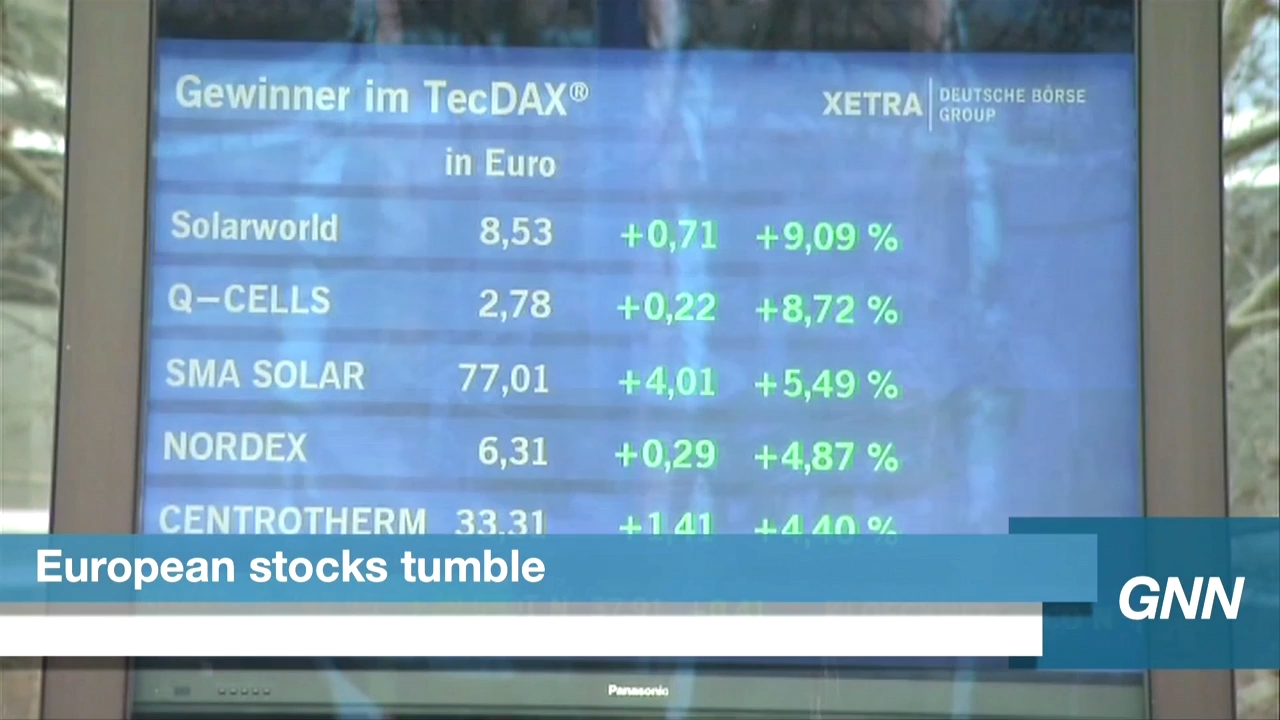 Gewinner im TecDAX®
XETRA
DEUTSCHE BÖRSE
GROUP
in Euro
Solarworld 8,53 +0,71 +9,09 %
Q–CELLS 2,78 +0,22 +8,72 %
SMA SOLAR 77,01 +4,01 +5,49 %
NORDEX 6,31 +0,29 +4,87 %
CENTROTHERM 33,31 +1,41 +4,40 %
European stocks tumble
GNN
Panasonic